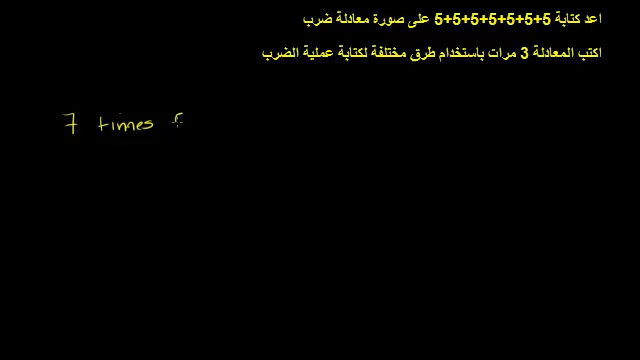 اعد كتابة 5+5+5+5+5+5+5 على صورة معادلة ضرب
اكتب المعادلة 3 مرات باستخدام طرق مختلفة لكتابة عملية الضرب
7 times